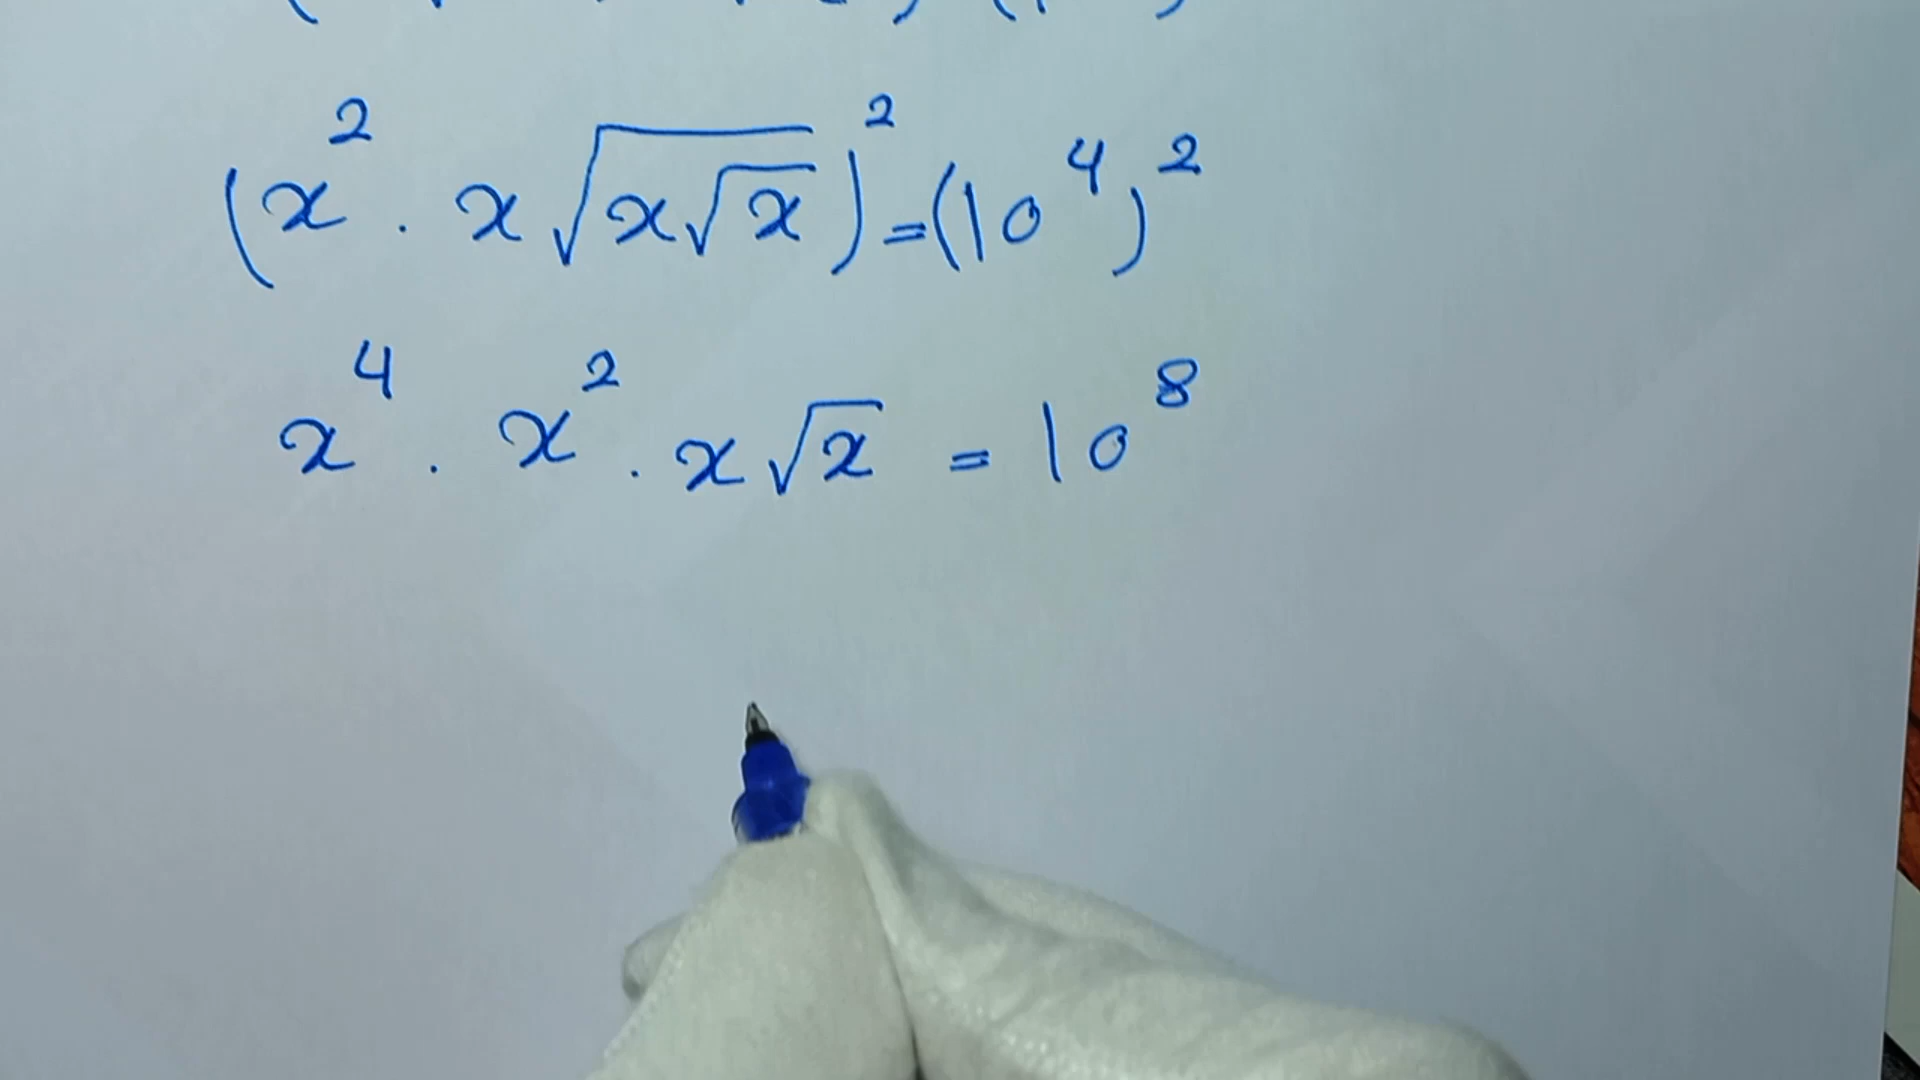 (x² . x√(x√x))² = (10⁴)²
x⁴ . x² . x√x = 10⁸